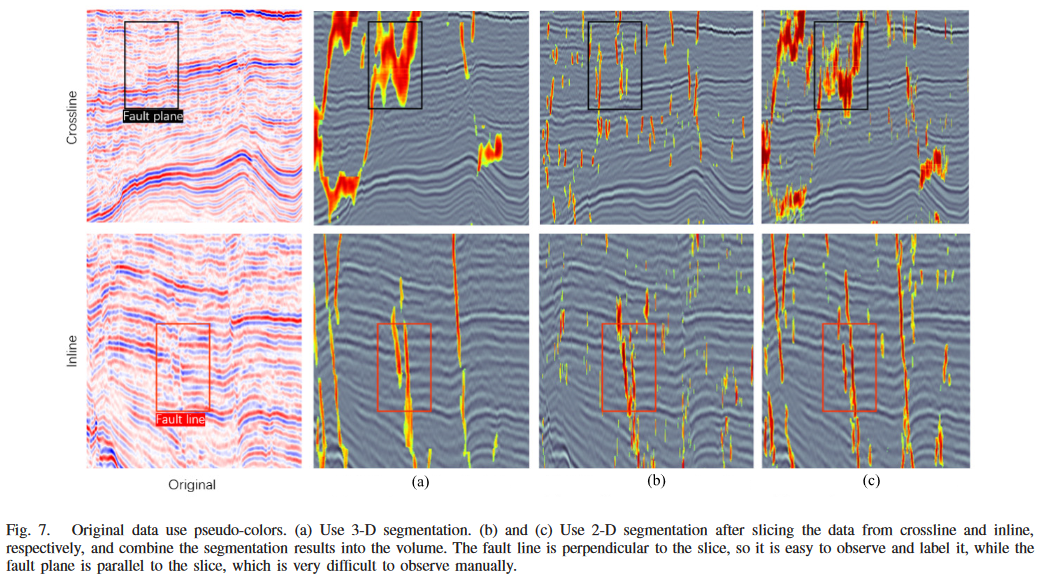 Crossline
Fault plane
Inline
Fault line
Original
(a)
(b)
(c)
Fig. 7. Original data use pseudo-colors. (a) Use 3-D segmentation. (b) and (c) Use 2-D segmentation after slicing the data from crossline and inline,
respectively, and combine the segmentation results into the volume. The fault line is perpendicular to the slice, so it is easy to observe and label it, while the
fault plane is parallel to the slice, which is very difficult to observe manually.